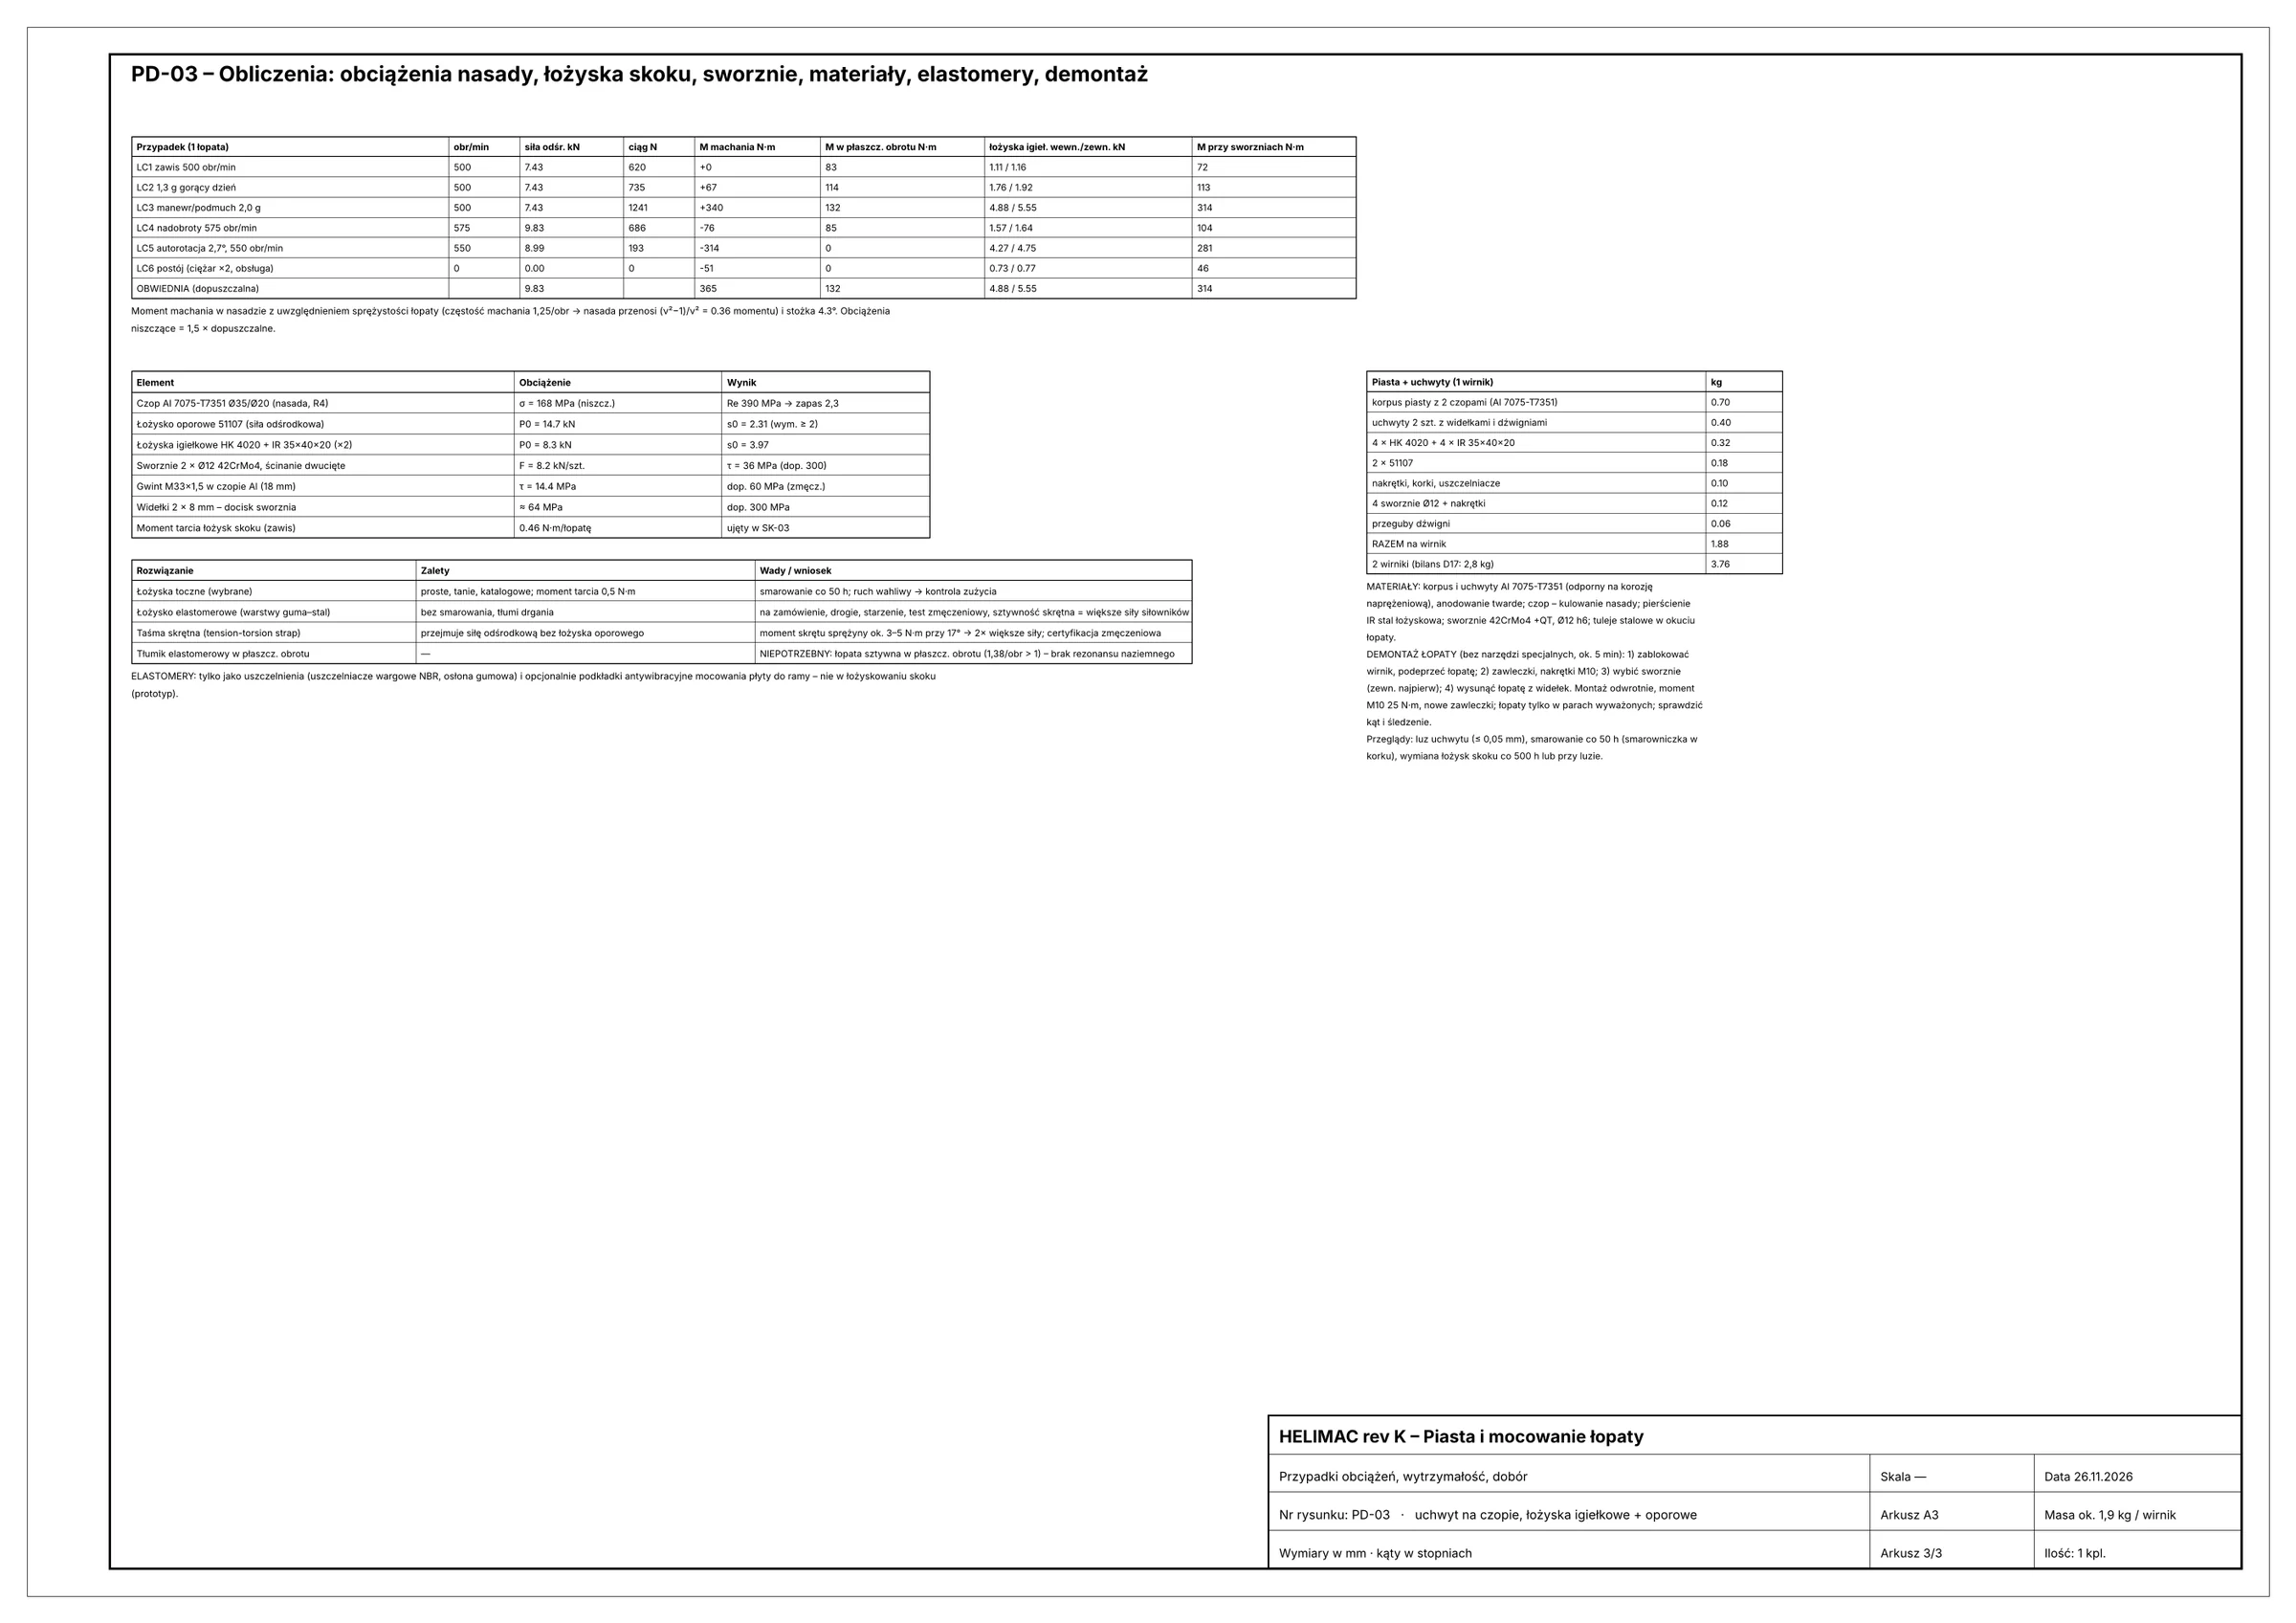 PD-03 – Obliczenia: obciążenia nasady, łożyska skoku, sworznie, materiały, elastomery, demontaż
Przypadek (1 łopata) obr/min siła odśr. kN ciąg N M machania N·m M w płaszcz. obrotu N·m łożyska igieł. wewn./zewn. kN M przy sworzniach N·m
LC1 zawis 500 obr/min 500 7.43 620 +0 83 1.11 / 1.16 72
LC2 1,3 g gorący dzień 500 7.43 735 +67 114 1.76 / 1.92 113
LC3 manewr/podmuch 2,0 g 500 7.43 1241 +340 132 4.88 / 5.55 314
LC4 nadobroty 575 obr/min 575 9.83 686 -76 85 1.57 / 1.64 104
LC5 autorotacja 2,7°, 550 obr/min 550 8.99 193 -314 0 4.27 / 4.75 281
LC6 postój (ciężar ×2, obsługa) 0 0.00 0 -51 0 0.73 / 0.77 46
OBWIEDNIA (dopuszczalna) 9.83 365 132 4.88 / 5.55 314
Moment machania w nasadzie z uwzględnieniem sprężystości łopaty (częstość machania 1,25/obr → nasada przenosi (ν²−1)/ν² = 0.36 momentu) i stożka 4.3°. Obciążenia
niszczące = 1,5 × dopuszczalne.
Element Obciążenie Wynik
Czop Al 7075-T7351 Ø35/Ø20 (nasada, R4) σ = 168 MPa (niszcz.) Re 390 MPa → zapas 2,3
Łożysko oporowe 51107 (siła odśrodkowa) P0 = 14.7 kN s0 = 2.31 (wym. ≥ 2)
Łożyska igiełkowe HK 4020 + IR 35×40×20 (×2) P0 = 8.3 kN s0 = 3.97
Sworznie 2 × Ø12 42CrMo4, ścinanie dwucięte F = 8.2 kN/szt. τ = 36 MPa (dop. 300)
Gwint M33×1,5 w czopie Al (18 mm) τ = 14.4 MPa dop. 60 MPa (zmęcz.)
Widełki 2 × 8 mm – docisk sworznia ≈ 64 MPa dop. 300 MPa
Moment tarcia łożysk skoku (zawis) 0.46 N·m/łopatę ujęty w SK-03
Rozwiązanie Zalety Wady / wniosek
Łożyska toczne (wybrane) proste, tanie, katalogowe; moment tarcia 0,5 N·m smarowanie co 50 h; ruch wahliwy → kontrola zużycia
Łożysko elastomerowe (warstwy guma–stal) bez smarowania, tłumi drgania na zamówienie, drogie, starzenie, test zmęczeniowy, sztywność skrętna = większe siły siłowników
Taśma skrętna (tension-torsion strap) przejmuje siłę odśrodkową bez łożyska oporowego moment skrętu sprężyny ok. 3–5 N·m przy 17° → 2× większe siły; certyfikacja zmęczeniowa
Tłumik elastomerowy w płaszcz. obrotu — NIEPOTRZEBNY: łopata sztywna w płaszcz. obrotu (1,38/obr > 1) – brak rezonansu naziemnego
ELASTOMERY: tylko jako uszczelnienia (uszczelniacze wargowe NBR, osłona gumowa) i opcjonalnie podkładki antywibracyjne mocowania płyty do ramy – nie w łożyskowaniu skoku
(prototyp).
Piasta + uchwyty (1 wirnik) kg
korpus piasty z 2 czopami (Al 7075-T7351) 0.70
uchwyty 2 szt. z widełkami i dźwigniami 0.40
4 × HK 4020 + 4 × IR 35×40×20 0.32
2 × 51107 0.18
nakrętki, korki, uszczelniacze 0.10
4 sworznie Ø12 + nakrętki 0.12
przeguby dźwigni 0.06
RAZEM na wirnik 1.88
2 wirniki (bilans D17: 2,8 kg) 3.76
MATERIAŁY: korpus i uchwyty Al 7075-T7351 (odporny na korozję
naprężeniową), anodowanie twarde; czop – kulowanie nasady; pierścienie
IR stal łożyskowa; sworznie 42CrMo4 +QT, Ø12 h6; tuleje stalowe w okuciu
łopaty.
DEMONTAŻ ŁOPATY (bez narzędzi specjalnych, ok. 5 min): 1) zablokować
wirnik, podeprzeć łopatę; 2) zawleczki, nakrętki M10; 3) wybić sworznie
(zewn. najpierw); 4) wysunąć łopatę z widełek. Montaż odwrotnie, moment
M10 25 N·m, nowe zawleczki; łopaty tylko w parach wyważonych; sprawdzić
kąt i śledzenie.
Przeglądy: luz uchwytu (≤ 0,05 mm), smarowanie co 50 h (smarowniczka w
korku), wymiana łożysk skoku co 500 h lub przy luzie.
HELIMAC rev K – Piasta i mocowanie łopaty
Przypadki obciążeń, wytrzymałość, dobór Skala — Data 26.11.2026
Nr rysunku: PD-03 · uchwyt na czopie, łożyska igiełkowe + oporowe Arkusz A3 Masa ok. 1,9 kg / wirnik
Wymiary w mm · kąty w stopniach Arkusz 3/3 Ilość: 1 kpl.